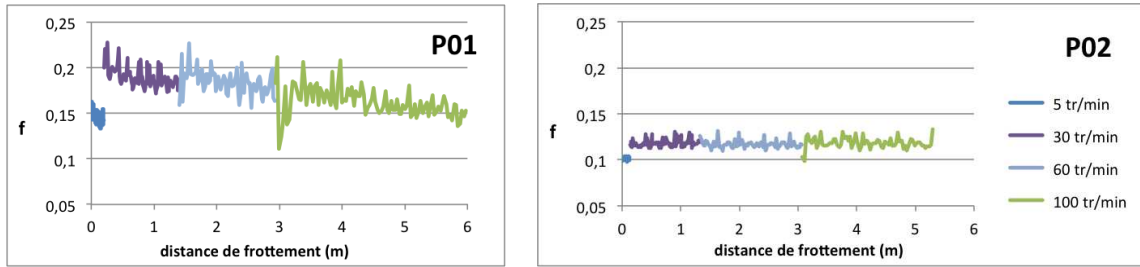 0,25
0,2
0,15
0,1
0,05
f
P01
0 1 2 3 4 5 6
distance de frottement (m)
0,25
0,2
0,15
0,1
0,05
f
P02
0 1 2 3 4 5 6
distance de frottement (m)
5 tr/min
30 tr/min
60 tr/min
100 tr/min